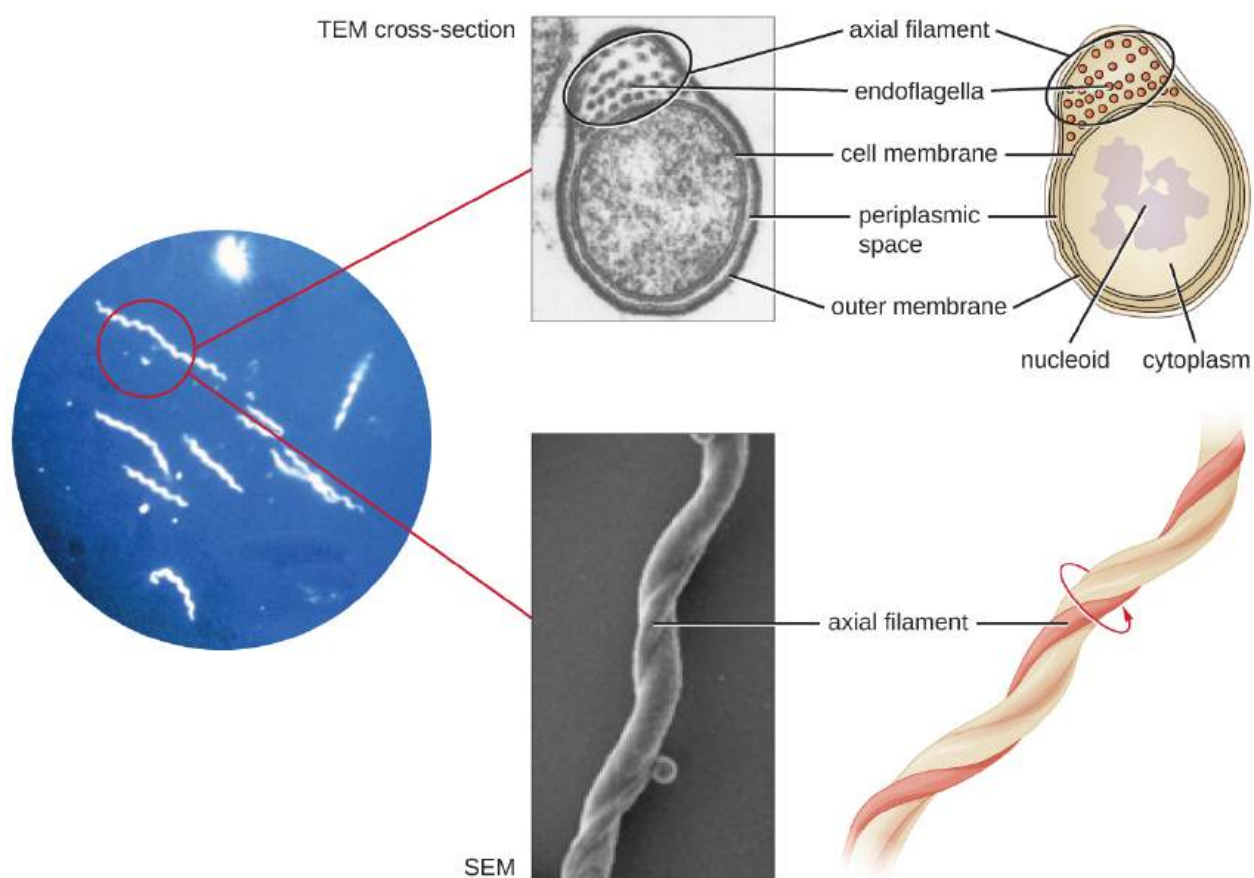 TEM cross-section
axial filament
endoflagella
cell membrane
periplasmic
space
outer membrane
nucleoid
cytoplasm
axial filament
SEM